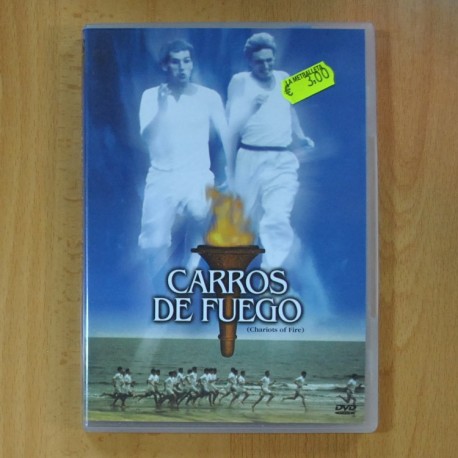 LA METRALLETA
€ 3,00
CARROS
DE FUEGO
(Chariots of Fire)
DVD